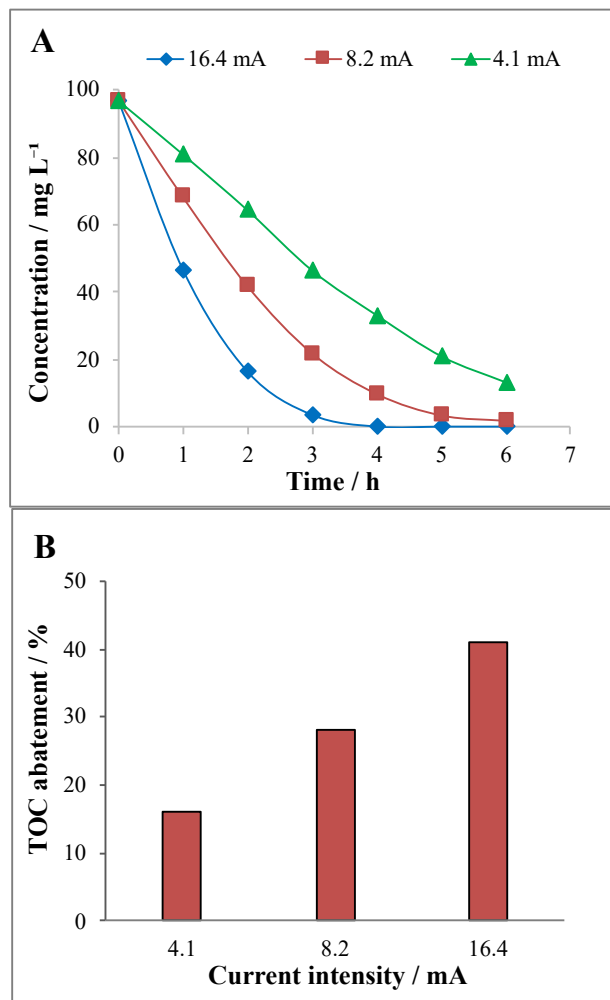 A
16.4 mA 8.2 mA 4.1 mA
100
80
60
40
20
0
0 1 2 3 4 5 6 7
Concentration / mg L⁻¹
Time / h
B
50
40
30
20
10
0
4.1 8.2 16.4
TOC abatement / %
Current intensity / mA